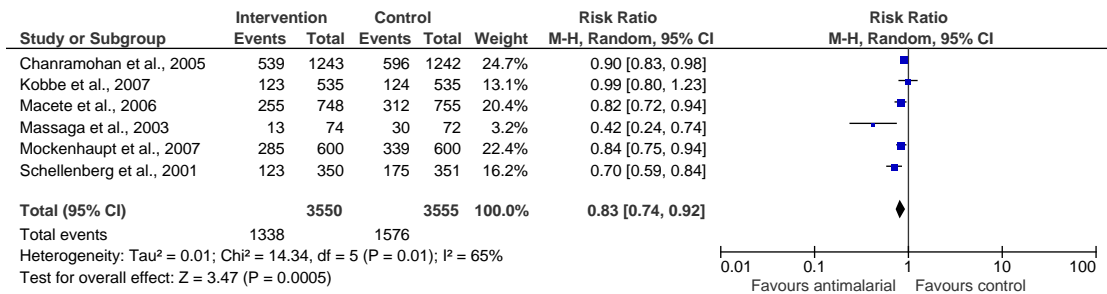 Intervention Control Risk Ratio Risk Ratio
Study or Subgroup Events Total Events Total Weight M-H, Random, 95% CI M-H, Random, 95% CI
Chanramohan et al., 2005 539 1243 596 1242 24.7% 0.90 [0.83, 0.98]
Kobbe et al., 2007 123 535 124 535 13.1% 0.99 [0.80, 1.23]
Macete et al., 2006 255 748 312 755 20.4% 0.82 [0.72, 0.94]
Massaga et al., 2003 13 74 30 72 3.2% 0.42 [0.24, 0.74]
Mockenhaupt et al., 2007 285 600 339 600 22.4% 0.84 [0.75, 0.94]
Schellenberg et al., 2001 123 350 175 351 16.2% 0.70 [0.59, 0.84]
Total (95% CI) 3550 3555 100.0% 0.83 [0.74, 0.92]
Total events 1338 1576
Heterogeneity: Tau² = 0.01; Chi² = 14.34, df = 5 (P = 0.01); I² = 65%
Test for overall effect: Z = 3.47 (P = 0.0005)
0.01 0.1 1 10 100
Favours antimalarial Favours control